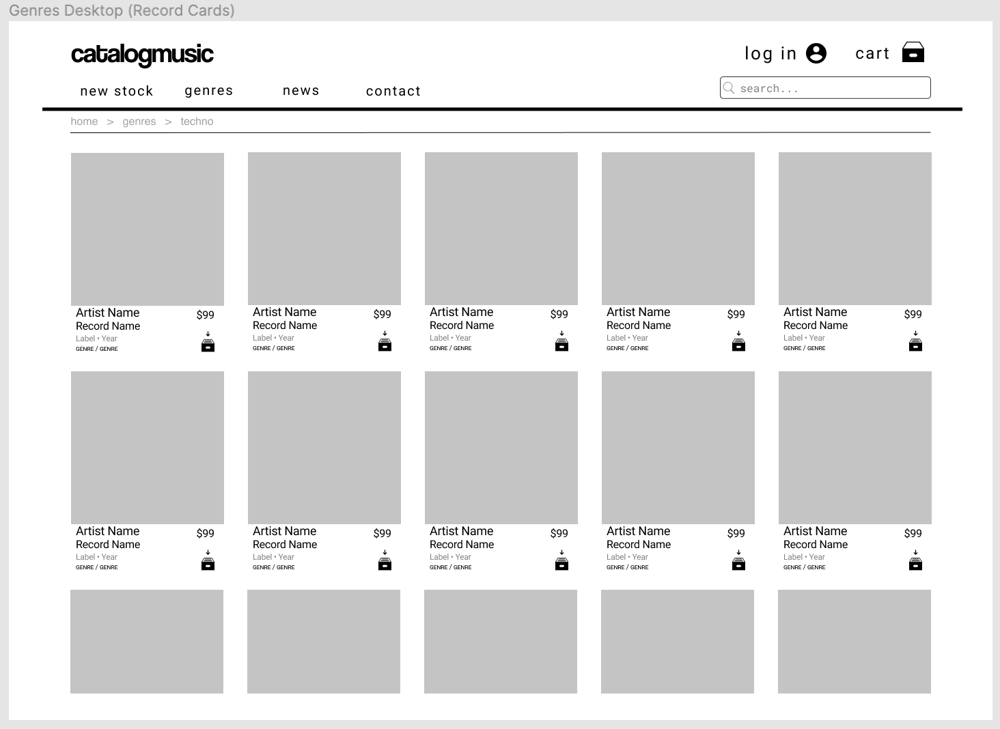 Genres Desktop (Record Cards)
catalogmusic
log in cart
new stock genres news contact
search...
home > genres > techno
Artist Name $99 Artist Name $99 Artist Name $99 Artist Name $99 Artist Name $99
Record Name Record Name Record Name Record Name Record Name
Label • Year Label • Year Label • Year Label • Year Label • Year
GENRE / GENRE GENRE / GENRE GENRE / GENRE GENRE / GENRE GENRE / GENRE
Artist Name $99 Artist Name $99 Artist Name $99 Artist Name $99 Artist Name $99
Record Name Record Name Record Name Record Name Record Name
Label • Year Label • Year Label • Year Label • Year Label • Year
GENRE / GENRE GENRE / GENRE GENRE / GENRE GENRE / GENRE GENRE / GENRE